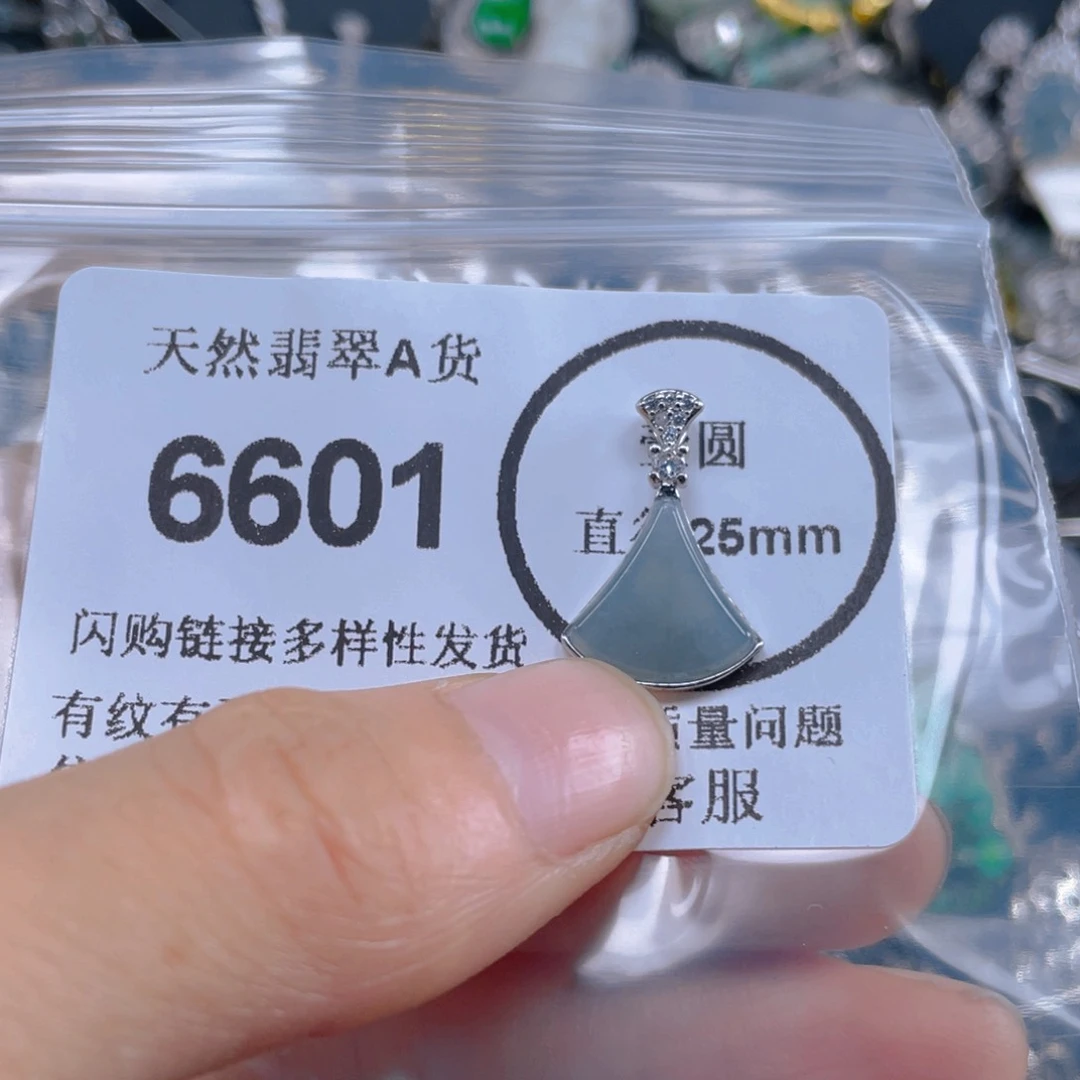 天然翡翠A货
6601
圆
直 25mm
闪购链接多样性发货
有纹有
质量问题
客服